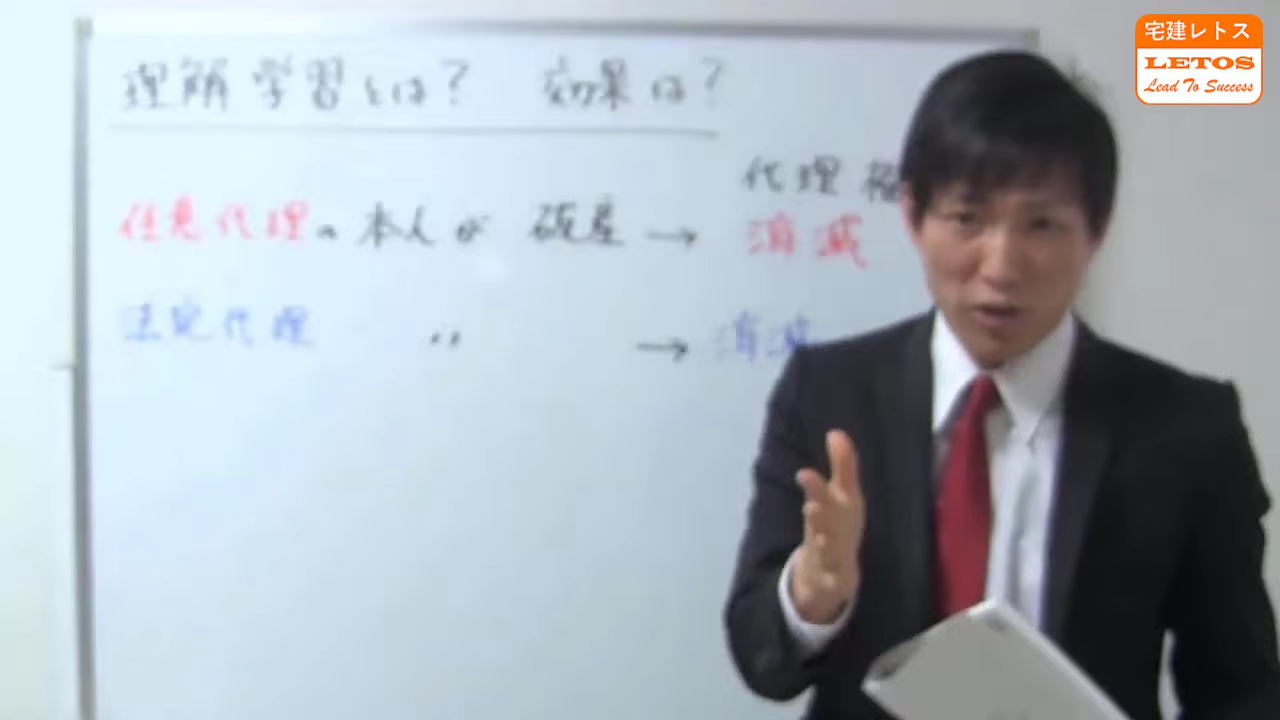 宅建レトス
LETOS
Lead To Success
理解学習とは? 効果は?
代理
任意代理の本人が 破産 → 消滅
法定代理 〃 → 消滅